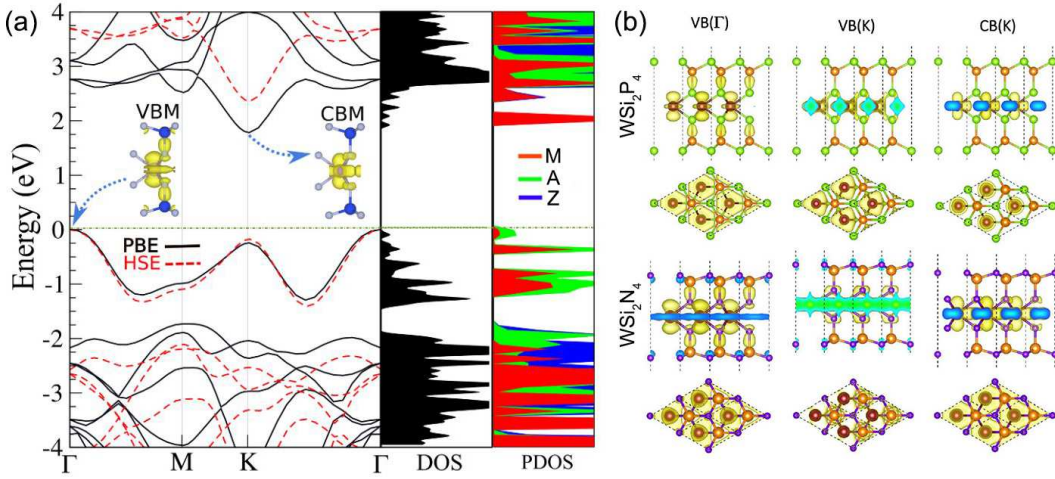 (a)
4
3
2
1
0
-1
-2
-3
-4
Energy (eV)
VBM
CBM
PBE
HSE
M
A
Z
Γ
M
K
Γ
DOS
PDOS
(b)
VB(Γ)
VB(K)
CB(K)
WSi₂P₄
WSi₂N₄